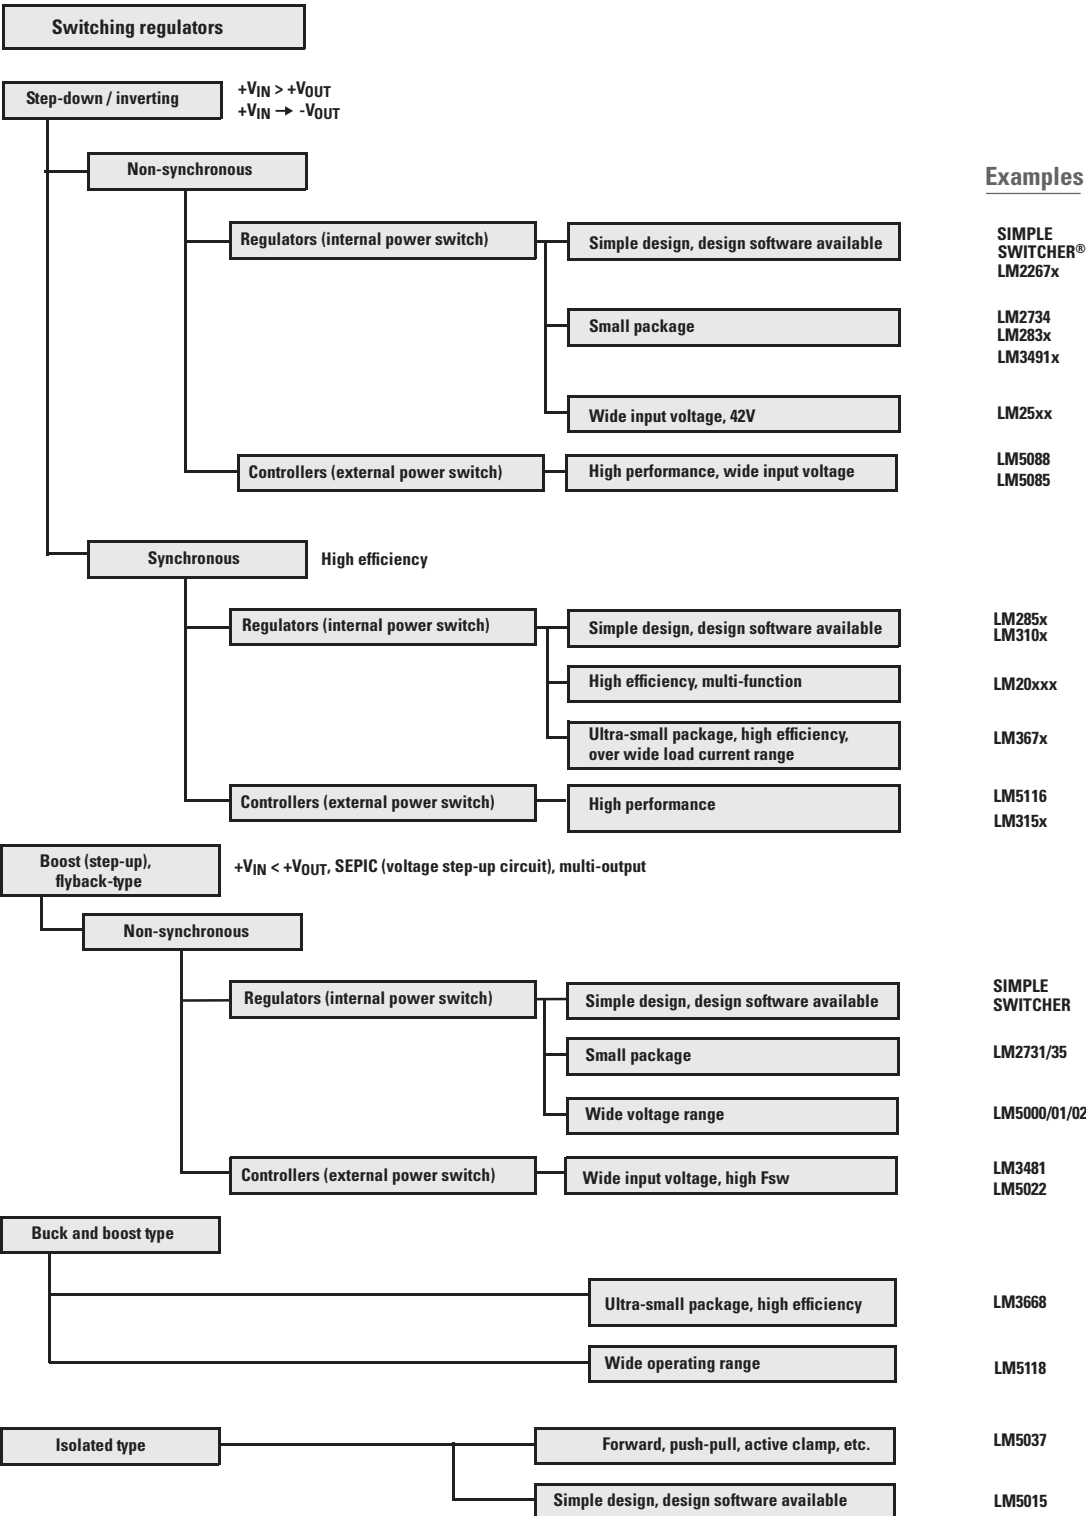 Switching regulators
Step-down / inverting
+VIN > +VOUT
+VIN → -VOUT
Non-synchronous
Examples
Regulators (internal power switch)
Simple design, design software available
SIMPLE
SWITCHER®
LM2267x
Small package
LM2734
LM283x
LM3491x
Wide input voltage, 42V
LM25xx
Controllers (external power switch)
High performance, wide input voltage
LM5088
LM5085
Synchronous
High efficiency
Regulators (internal power switch)
Simple design, design software available
LM285x
LM310x
High efficiency, multi-function
LM20xxx
Ultra-small package, high efficiency,
over wide load current range
LM367x
Controllers (external power switch)
High performance
LM5116
LM315x
Boost (step-up),
flyback-type
+VIN < +VOUT, SEPIC (voltage step-up circuit), multi-output
Non-synchronous
Regulators (internal power switch)
Simple design, design software available
SIMPLE
SWITCHER
Small package
LM2731/35
Wide voltage range
LM5000/01/02
Controllers (external power switch)
Wide input voltage, high Fsw
LM3481
LM5022
Buck and boost type
Ultra-small package, high efficiency
LM3668
Wide operating range
LM5118
Isolated type
Forward, push-pull, active clamp, etc.
LM5037
Simple design, design software available
LM5015